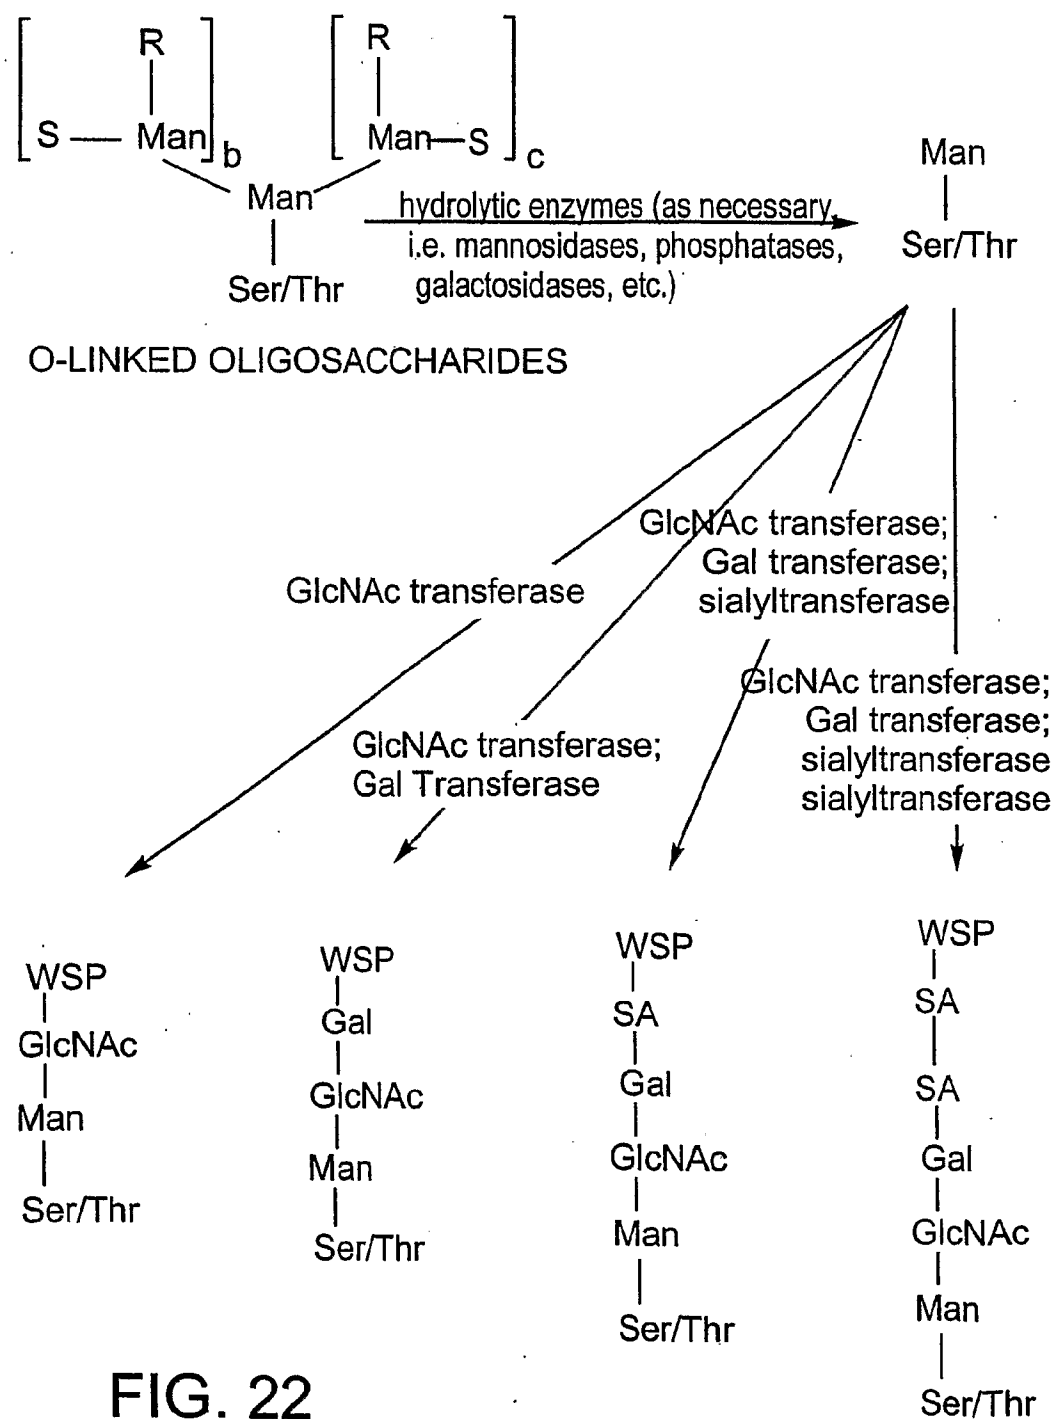 R
R
S Man b
Man S c
Man
Ser/Thr
O-LINKED OLIGOSACCHARIDES
hydrolytic enzymes (as necessary,
i.e. mannosidases, phosphatases,
galactosidases, etc.)
Man
Ser/Thr
GlcNAc transferase
GlcNAc transferase;
Gal Transferase
GlcNAc transferase;
Gal transferase;
sialyltransferase
GlcNAc transferase;
Gal transferase;
sialyltransferase
sialyltransferase
WSP
GlcNAc
Man
Ser/Thr
WSP
Gal
GlcNAc
Man
Ser/Thr
WSP
SA
Gal
GlcNAc
Man
Ser/Thr
WSP
SA
SA
Gal
GlcNAc
Man
Ser/Thr
FIG. 22